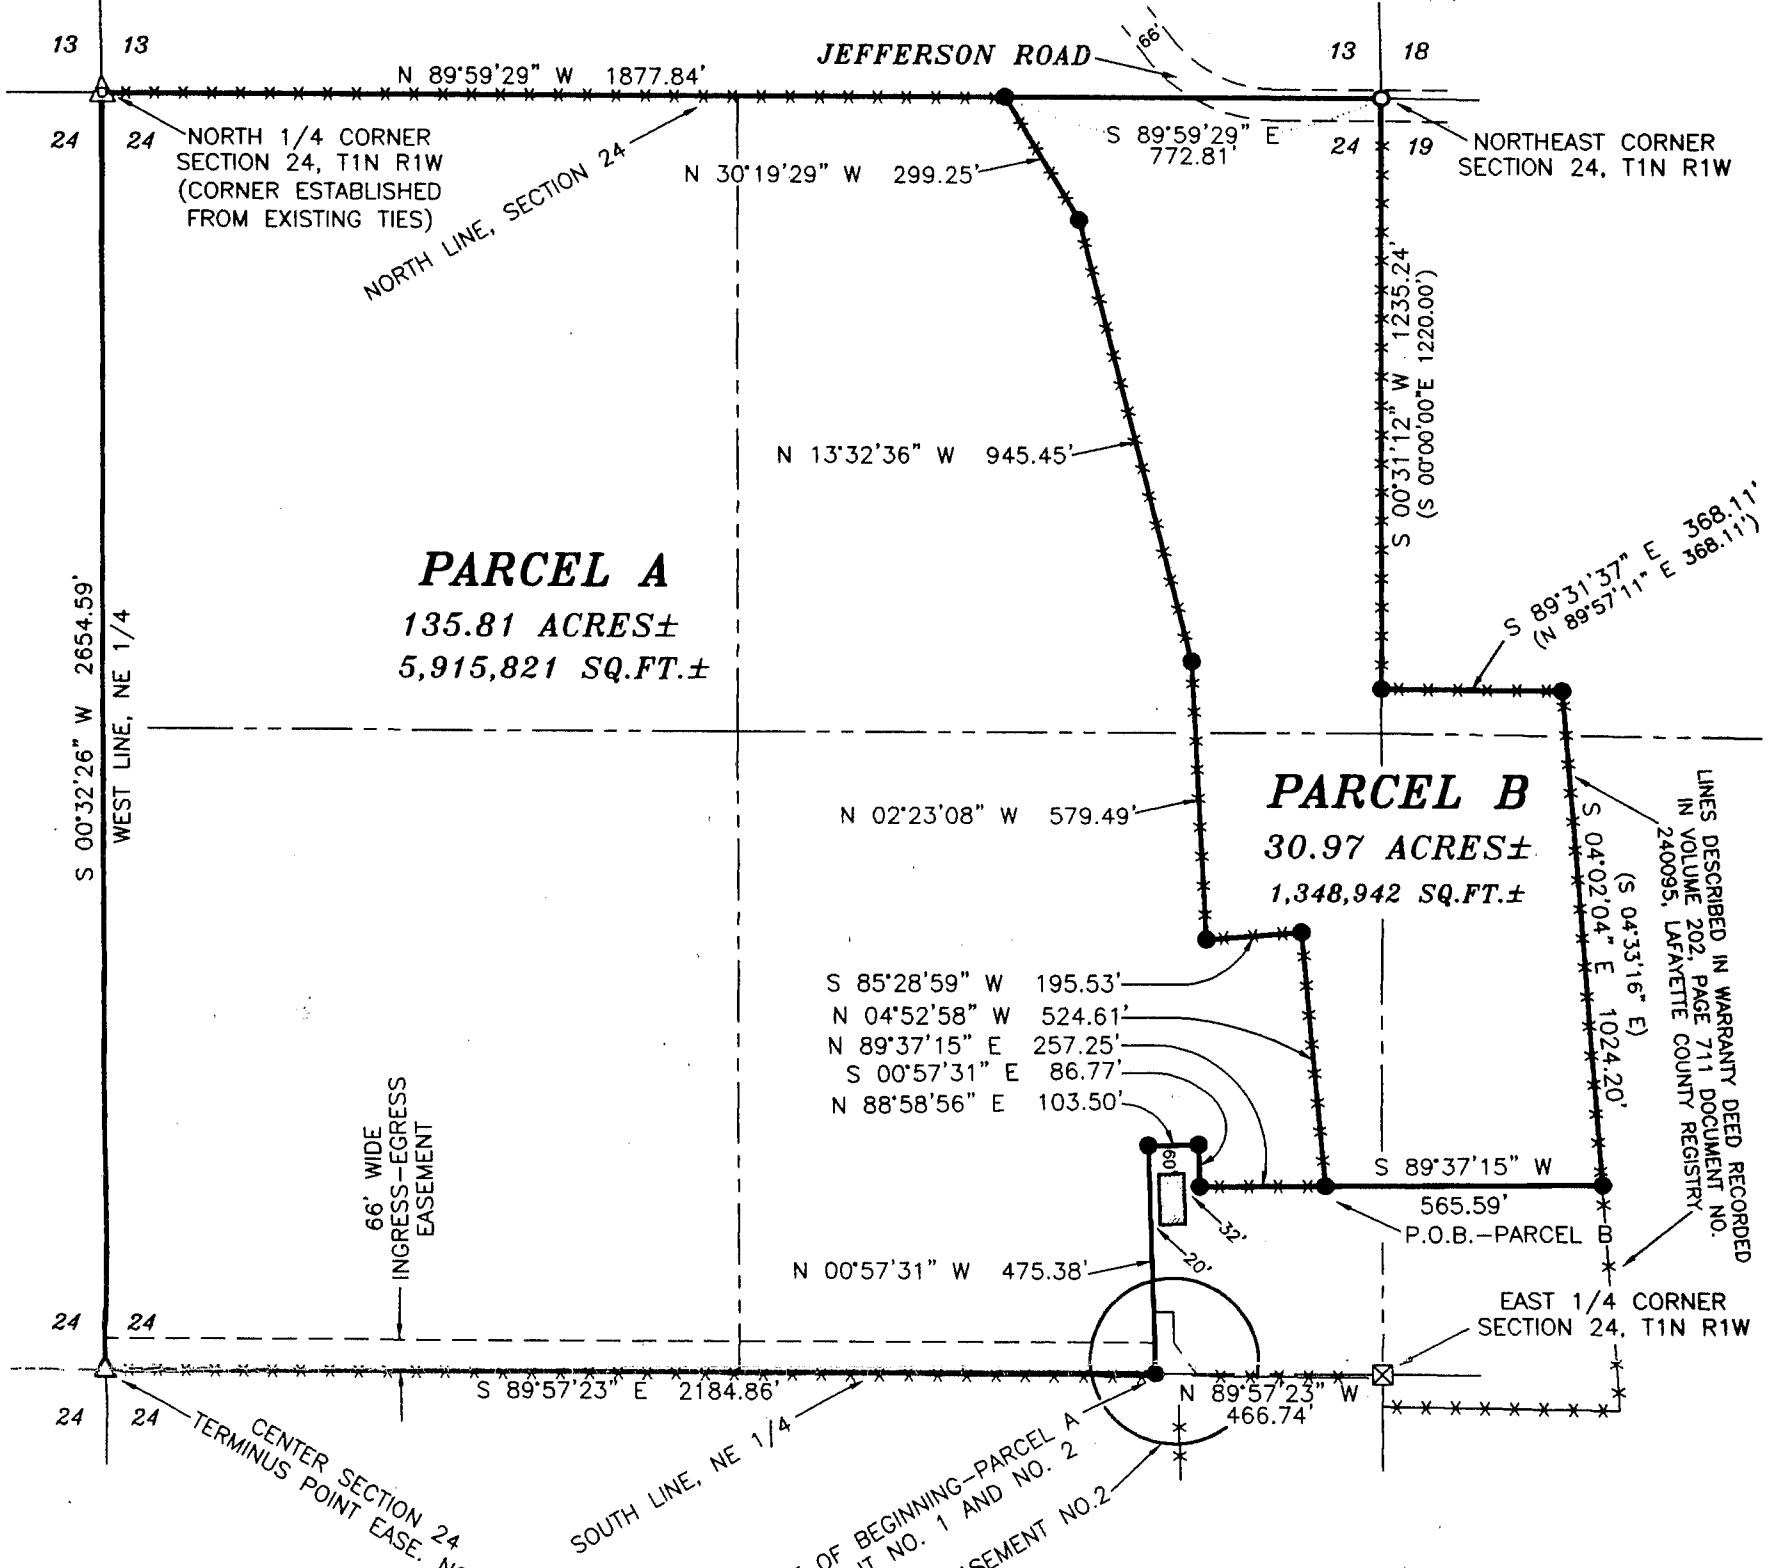 13 13
JEFFERSON ROAD
66'
13 18
N 89°59'29" W 1877.84'
24 24
NORTH 1/4 CORNER
SECTION 24, T1N R1W
(CORNER ESTABLISHED
FROM EXISTING TIES)
NORTH LINE, SECTION 24
N 30°19'29" W 299.25'
S 89°59'29" E
772.81'
24 19
NORTHEAST CORNER
SECTION 24, T1N R1W
S 00°31'12" W 1235.24'
(S 00°00'00"E 1220.00')
N 13°32'36" W 945.45'
S 89°31'37" E 368.11'
(N 89°57'11" E 368.11')
PARCEL A
135.81 ACRES±
5,915,821 SQ.FT.±
S 00°32'26" W 2654.59'
WEST LINE, NE 1/4
N 02°23'08" W 579.49'
PARCEL B
30.97 ACRES±
1,348,942 SQ.FT.±
S 04°02'04" E 1024.20'
(S 04°33'16" E)
LINES DESCRIBED IN WARRANTY DEED RECORDED
IN VOLUME 202, PAGE 711 DOCUMENT NO.
240095, LAFAYETTE COUNTY REGISTRY
S 85°28'59" W 195.53'
N 04°52'58" W 524.61'
N 89°37'15" E 257.25'
S 00°57'31" E 86.77'
N 88°58'56" E 103.50'
60'
32'
20'
S 89°37'15" W
565.59'
P.O.B.-PARCEL B
66' WIDE
INGRESS-EGRESS
EASEMENT
N 00°57'31" W 475.38'
EAST 1/4 CORNER
SECTION 24, T1N R1W
24 24
S 89°57'23" E 2184.86'
N 89°57'23" W
466.74'
24 24
CENTER SECTION 24
TERMINUS POINT EASE.
SOUTH LINE, NE 1/4
OF BEGINNING-PARCEL A
NO. 1 AND NO. 2
NO.2